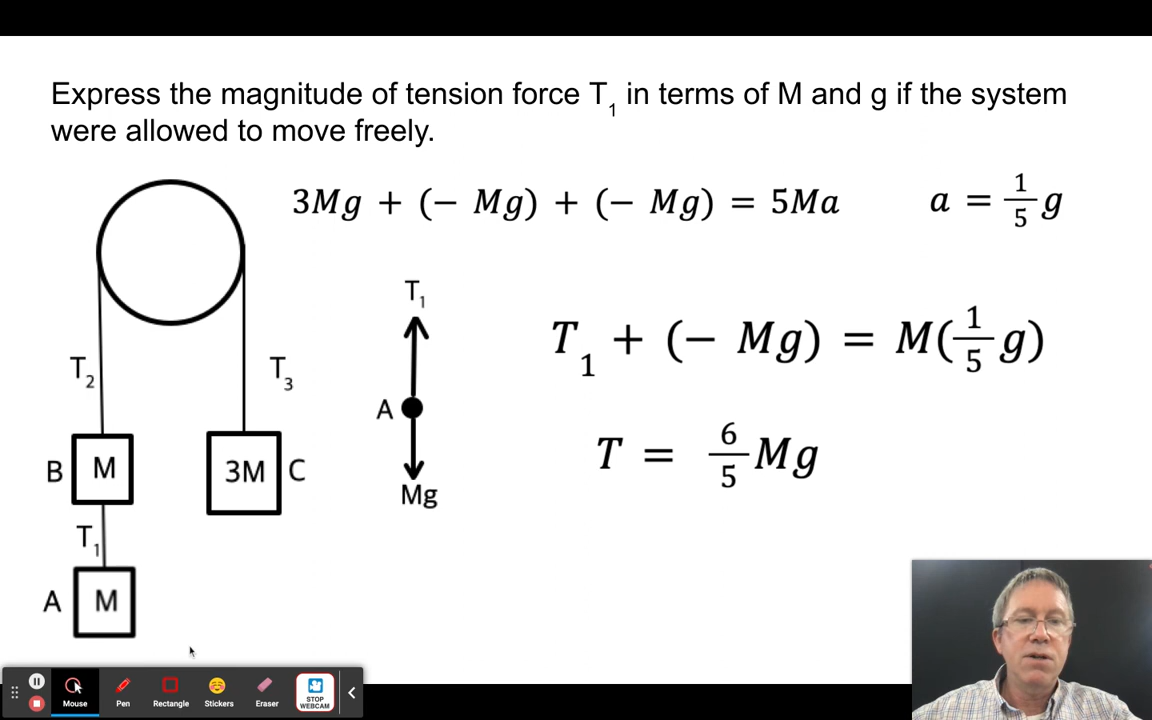 Express the magnitude of tension force T₁ in terms of M and g if the system
were allowed to move freely.
3Mg + (− Mg) + (− Mg) = 5Ma
a = 1/5 g
T₁
T₁ + (− Mg) = M(1/5 g)
T₂
T₃
A
T = 6/5 Mg
B M
3M C
Mg
T₁
A M
Mouse
Pen
Rectangle
Stickers
Eraser
STOP
WEBCAM